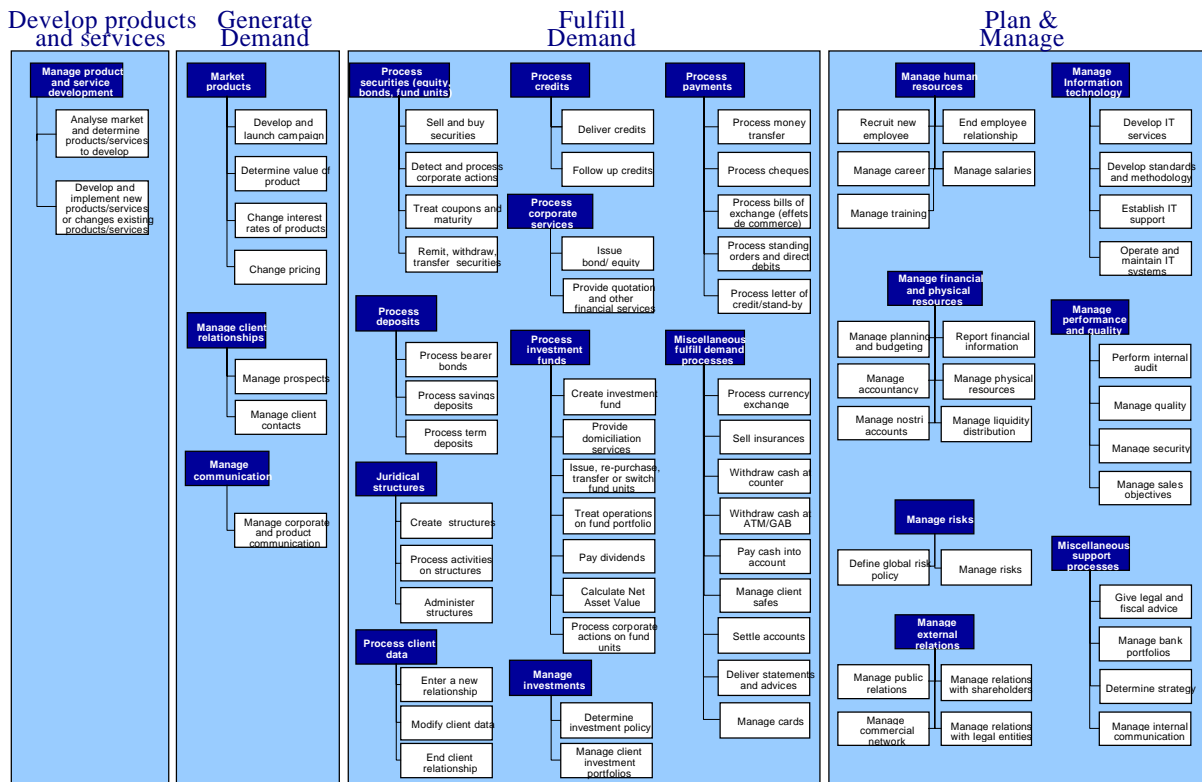 Develop products
and services
Generate
Demand
Fulfill
Demand
Plan &
Manage
Manage product
and service
development
Analyse market
and determine
products/services
to develop
Develop and
implement new
products/services
or changes existing
products/services
Market
products
Develop and
launch campaign
Determine value of
product
Change interest
rates of products
Change pricing
Manage client
relationships
Manage prospects
Manage client
contacts
Manage
communication
Manage corporate
and product
communication
Process
securities (equity,
bonds, fund units)
Sell and buy
securities
Detect and process
corporate actions
Treat coupons and
maturity
Remit, withdraw,
transfer securities
Process
deposits
Process bearer
bonds
Process savings
deposits
Process term
deposits
Juridical
structures
Create structures
Process activities
on structures
Administer
structures
Process client
data
Enter a new
relationship
Modify client data
End client
relationship
Process
credits
Deliver credits
Follow up credits
Process
corporate
services
Issue
bond/ equity
Provide quotation
and other
financial services
Process
investment
funds
Create investment
fund
Provide
domiciliation
services
Issue, re-purchase,
transfer or switch
fund units
Treat operations
on fund portfolio
Pay dividends
Calculate Net
Asset Value
Process corporate
actions on fund
units
Manage
investments
Determine
investment policy
Manage client
investment
portfolios
Process
payments
Process money
transfer
Process cheques
Process bills of
exchange (effets
de commerce)
Process standing
orders and direct
debits
Process letter of
credit/stand-by
Miscellaneous
fulfill demand
processes
Process currency
exchange
Sell insurances
Withdraw cash at
counter
Withdraw cash at
ATM/GAB
Pay cash into
account
Manage client
safes
Settle accounts
Deliver statements
and advices
Manage cards
Manage human
resources
Recruit new
employee
End employee
relationship
Manage career
Manage salaries
Manage training
Manage financial
and physical
resources
Manage planning
and budgeting
Report financial
information
Manage
accountancy
Manage physical
resources
Manage nostri
accounts
Manage liquidity
distribution
Manage risks
Define global risk
policy
Manage risks
Manage
external
relations
Manage public
relations
Manage relations
with shareholders
Manage
commercial
network
Manage relations
with legal entities
Manage
Information
technology
Develop IT
services
Develop standards
and methodology
Establish IT
support
Operate and
maintain IT
systems
Manage
performance
and quality
Perform internal
audit
Manage quality
Manage security
Manage sales
objectives
Miscellaneous
support
processes
Give legal and
fiscal advice
Manage bank
portfolios
Determine strategy
Manage internal
communication